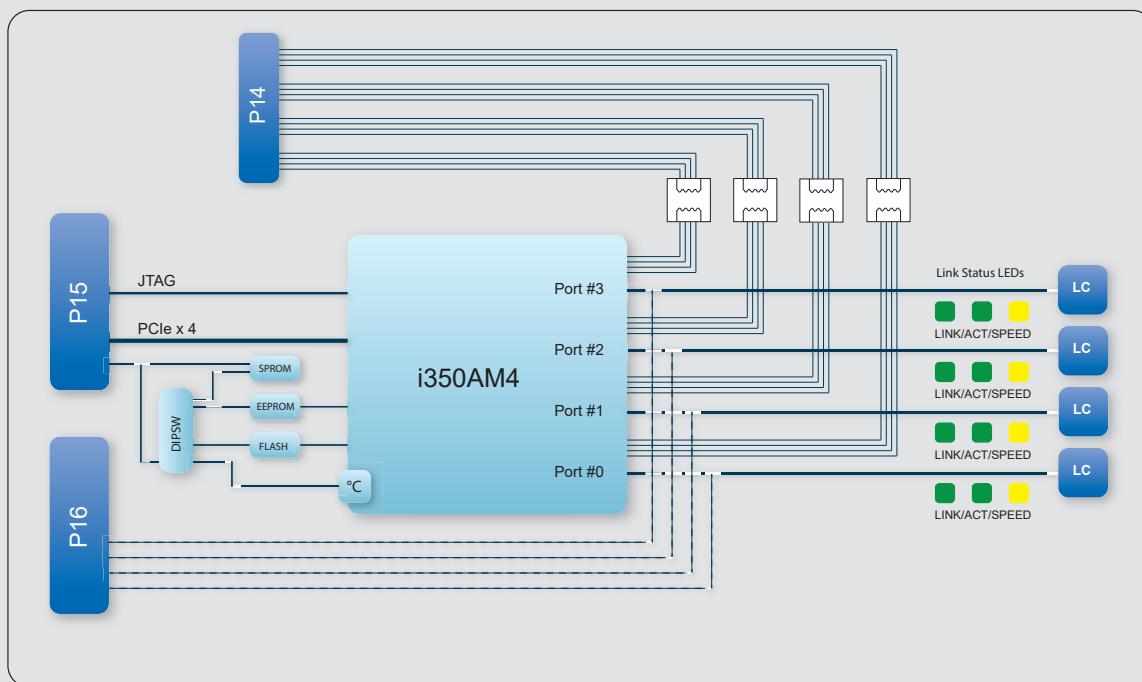 P14
P15
JTAG
PCIe x 4
SPROM
EEPROM
FLASH
DIPSW
°C
P16
i350AM4
Port #3
Port #2
Port #1
Port #0
Link Status LEDs
LC
LINK/ACT/SPEED
LC
LINK/ACT/SPEED
LC
LINK/ACT/SPEED
LC
LINK/ACT/SPEED